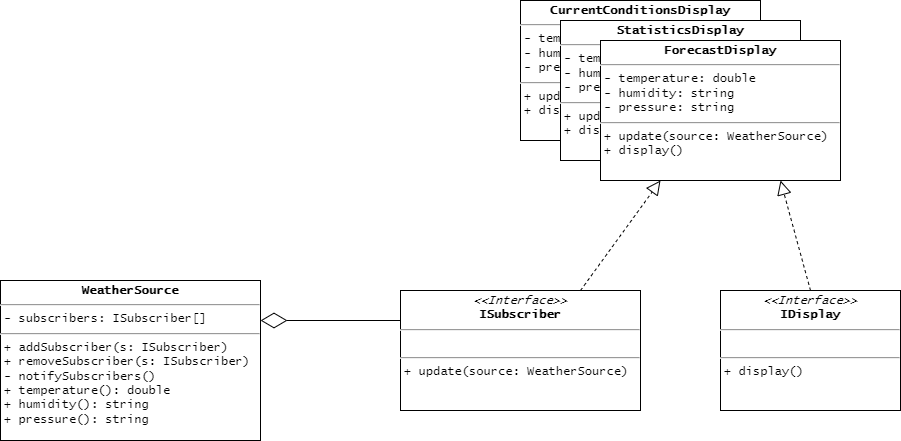 CurrentConditionsDisplay
- tem
- hum
- pre
+ upd
+ dis
StatisticsDisplay
- tem
- hu
- pre
+ upd
+ dis
ForecastDisplay
- temperature: double
- humidity: string
- pressure: string
+ update(source: WeatherSource)
+ display()
WeatherSource
- subscribers: ISubscriber[]
+ addSubscriber(s: ISubscriber)
+ removeSubscriber(s: ISubscriber)
- notifySubscribers()
+ temperature(): double
+ humidity(): string
+ pressure(): string
<<Interface>>
ISubscriber
+ update(source: WeatherSource)
<<Interface>>
IDisplay
+ display()